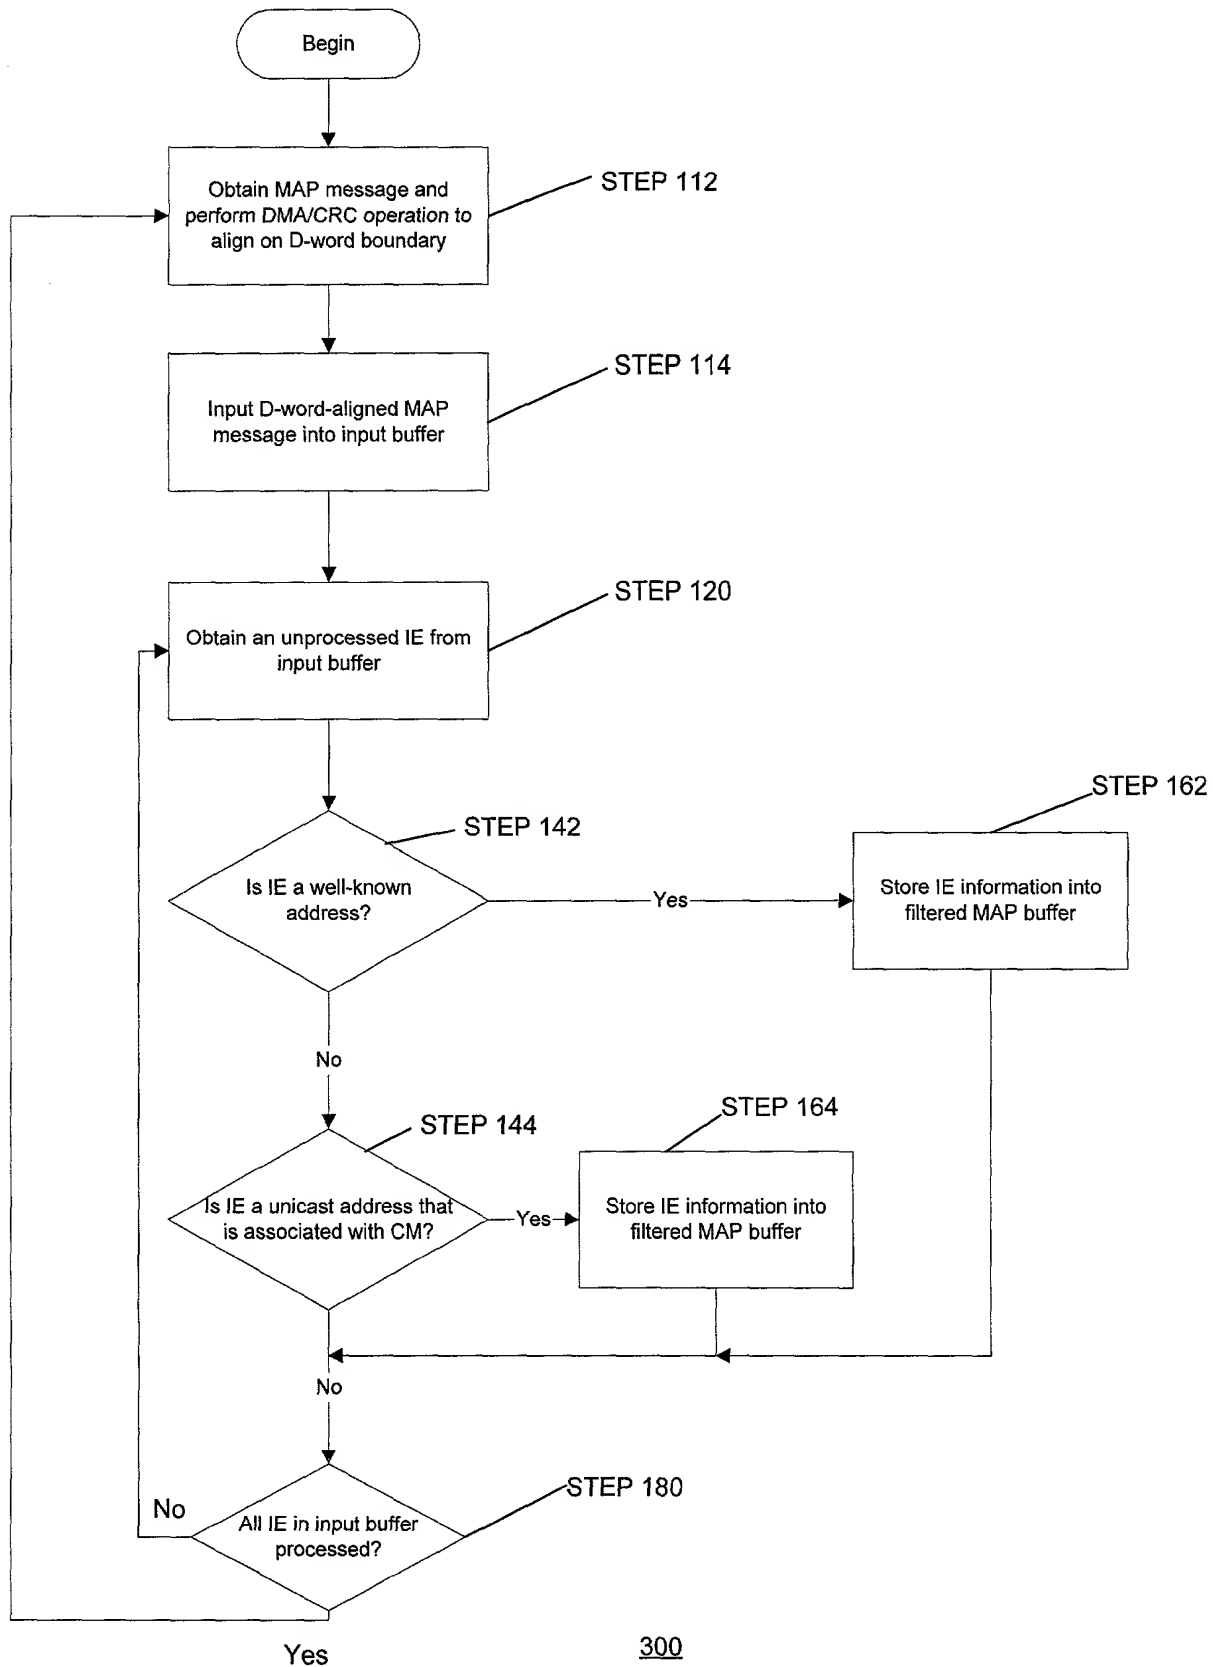 Begin
Obtain MAP message and
perform DMA/CRC operation to
align on D-word boundary
STEP 112
Input D-word-aligned MAP
message into input buffer
STEP 114
Obtain an unprocessed IE from
input buffer
STEP 120
Is IE a well-known
address?
STEP 142
Yes
Store IE information into
filtered MAP buffer
STEP 162
No
Is IE a unicast address that
is associated with CM?
STEP 144
Yes
Store IE information into
filtered MAP buffer
STEP 164
No
All IE in input buffer
processed?
STEP 180
No
Yes
300